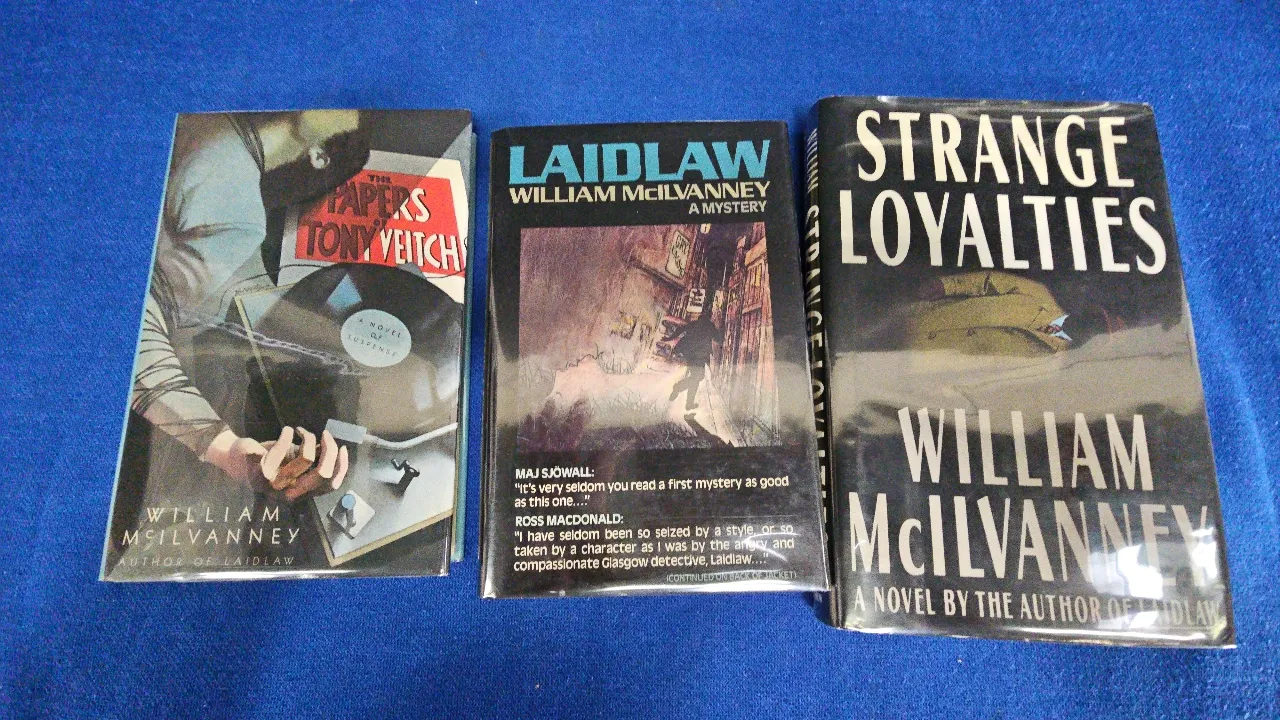 THE
PAPERS
TONY VEITCH
A NOVEL
OF
SUSPENSE
WILLIAM
McILVANNEY
AUTHOR OF LAIDLAW
LAIDLAW
WILLIAM McILVANNEY
A MYSTERY
MAJ SJÖWALL:
"It's very seldom you read a first mystery as good
as this one...."
ROSS MACDONALD:
"I have seldom been so seized by a style, or so
taken by a character as I was by the angry and
compassionate Glasgow detective, Laidlaw...."
(CONTINUED ON BACK OF JACKET)
STRANGE LOYALTIES
STRANGE
LOYALTIES
WILLIAM
McILVANNEY
A NOVEL BY THE AUTHOR OF LAIDLAW